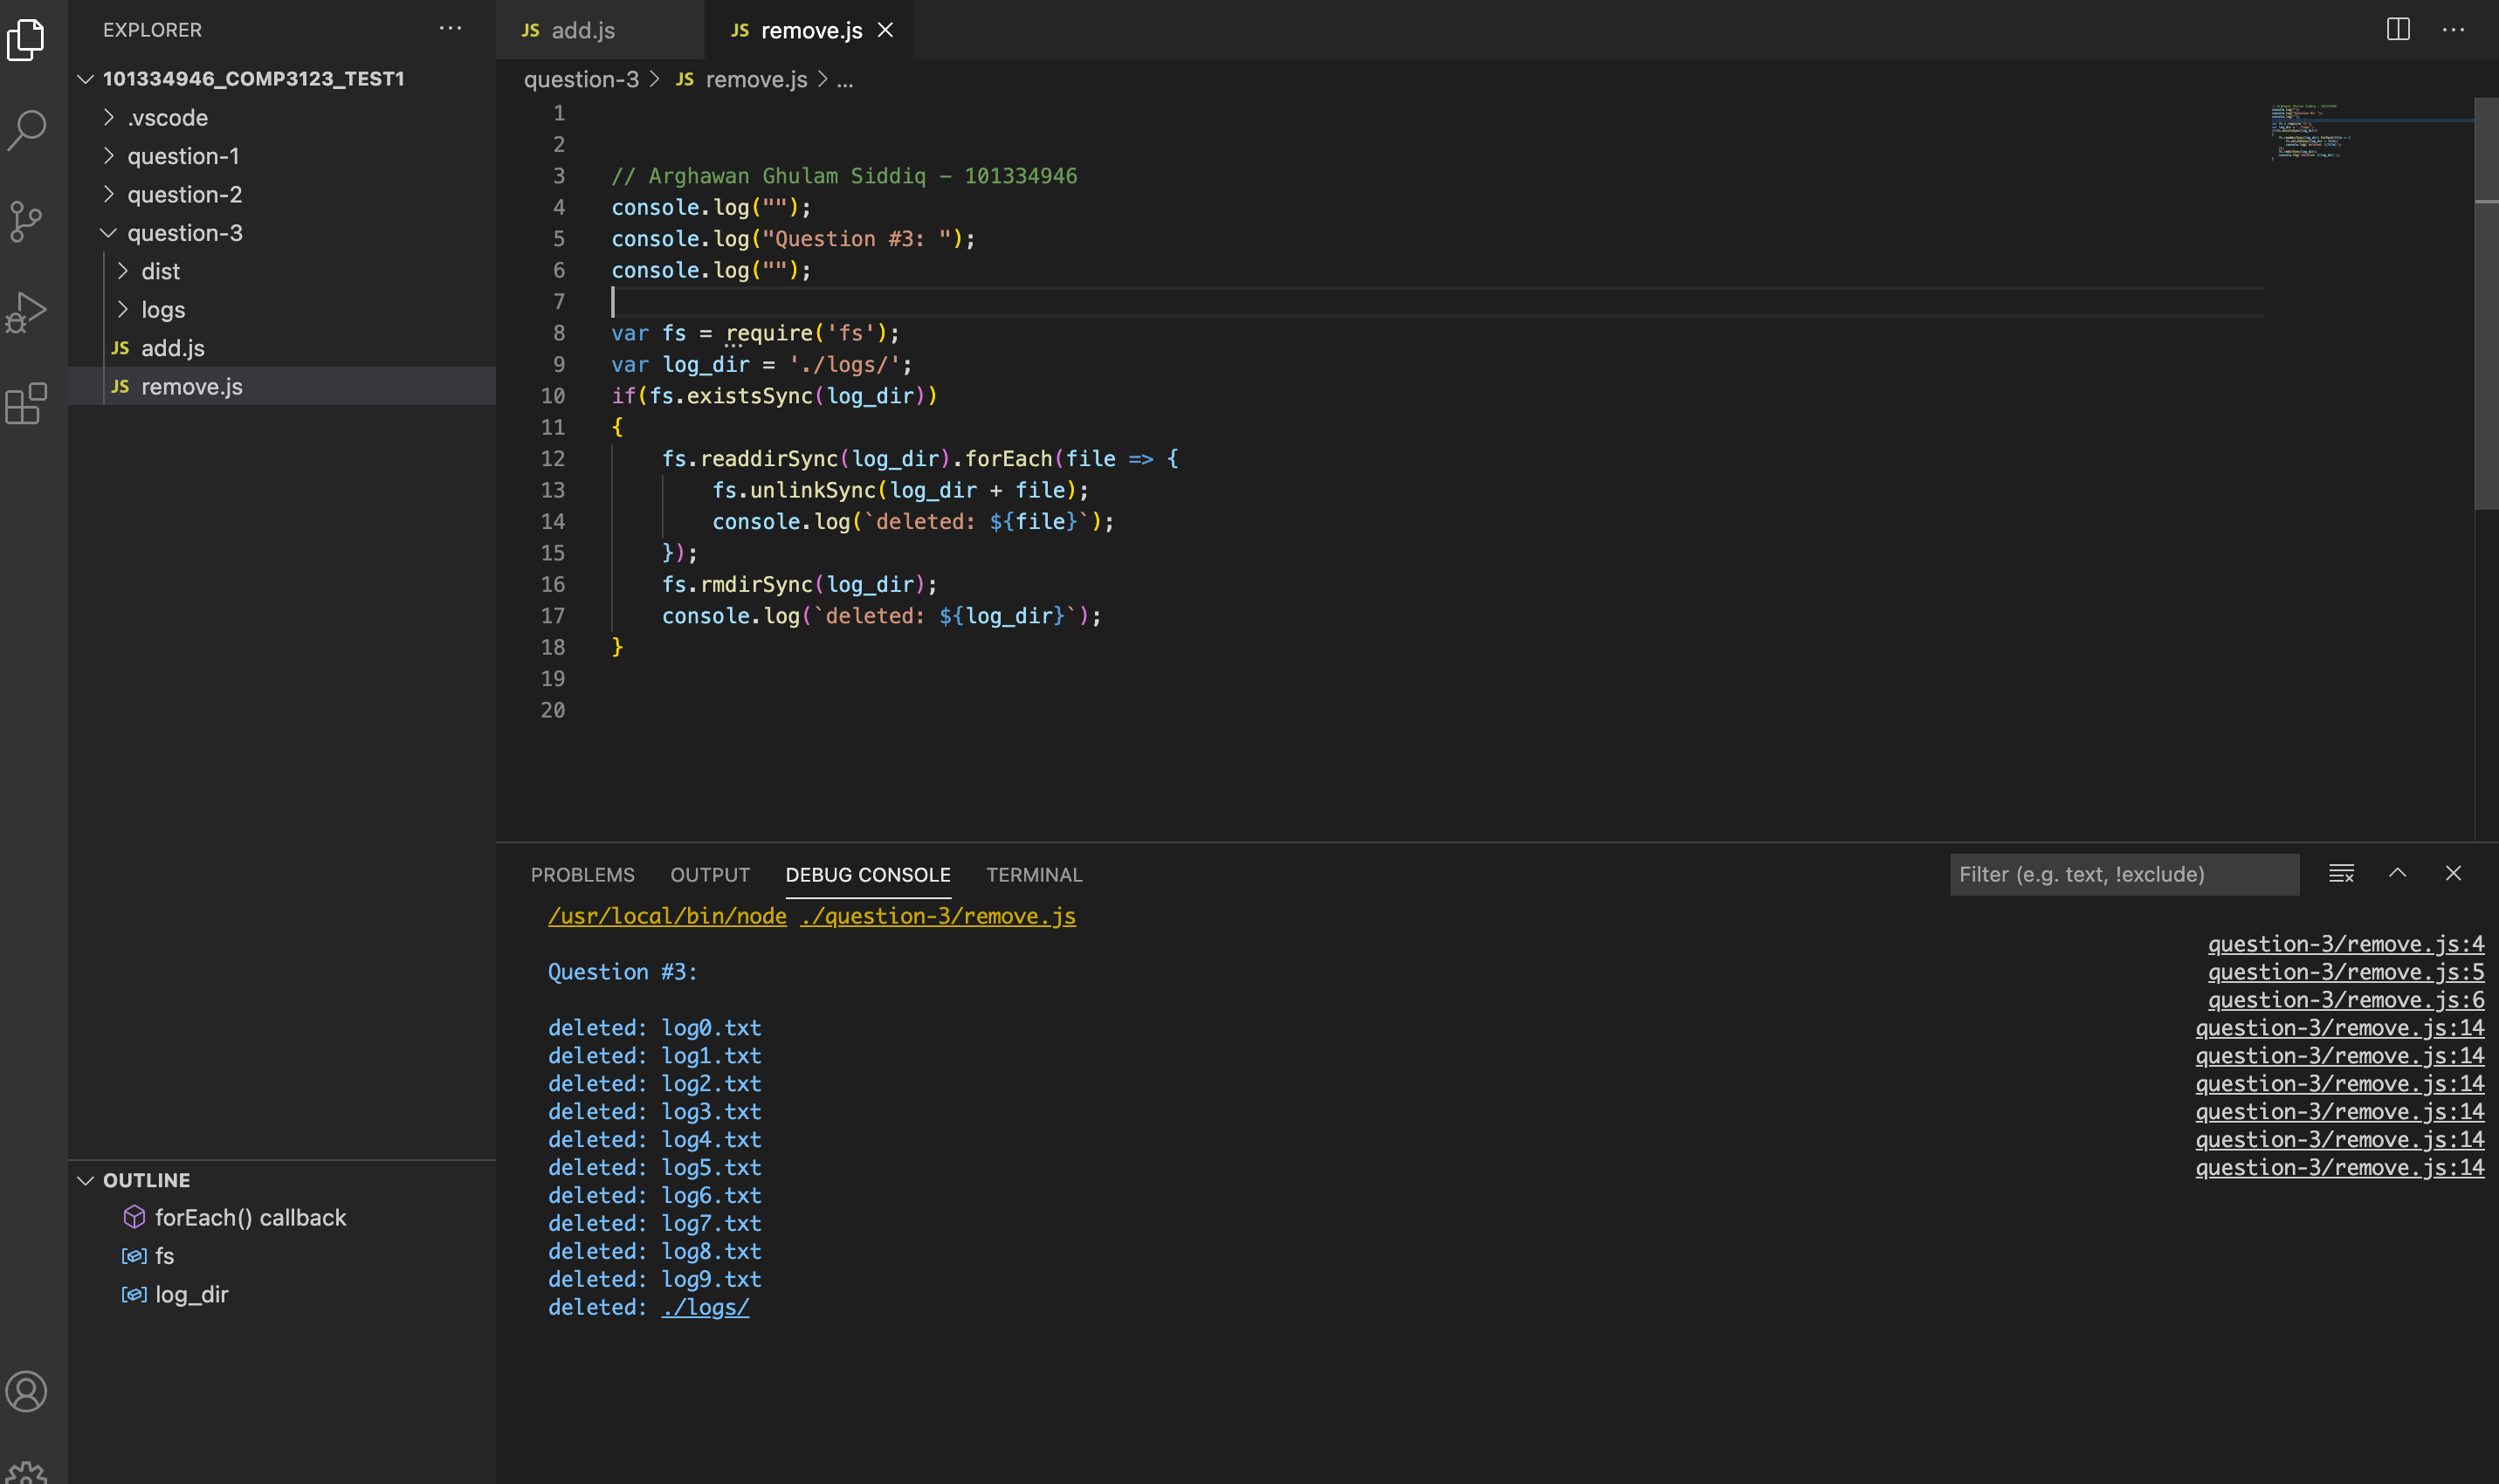 EXPLORER
101334946_COMP3123_TEST1
.vscode
question-1
question-2
question-3
dist
logs
JS add.js
JS remove.js
OUTLINE
forEach() callback
fs
log_dir
JS add.js
JS remove.js
question-3 > JS remove.js > ...
1
2
3 // Arghawan Ghulam Siddiq – 101334946
4 console.log("");
5 console.log("Question #3: ");
6 console.log("");
7
8 var fs = require('fs');
9 var log_dir = './logs/';
10 if(fs.existsSync(log_dir))
11 {
12     fs.readdirSync(log_dir).forEach(file => {
13         fs.unlinkSync(log_dir + file);
14         console.log(`deleted: ${file}`);
15     });
16     fs.rmdirSync(log_dir);
17     console.log(`deleted: ${log_dir}`);
18 }
19
20
PROBLEMS OUTPUT DEBUG CONSOLE TERMINAL Filter (e.g. text, !exclude)
/usr/local/bin/node ./question-3/remove.js
question-3/remove.js:4
Question #3: question-3/remove.js:5
question-3/remove.js:6
deleted: log0.txt question-3/remove.js:14
deleted: log1.txt question-3/remove.js:14
deleted: log2.txt question-3/remove.js:14
deleted: log3.txt question-3/remove.js:14
deleted: log4.txt question-3/remove.js:14
deleted: log5.txt question-3/remove.js:14
deleted: log6.txt
deleted: log7.txt
deleted: log8.txt
deleted: log9.txt
deleted: ./logs/